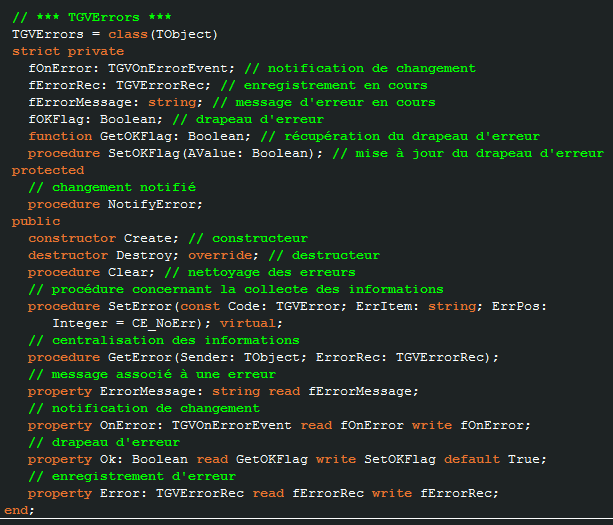 // *** TGVErrors ***
TGVErrors = class(TObject)
strict private
fOnError: TGVOnErrorEvent; // notification de changement
fErrorRec: TGVErrorRec; // enregistrement en cours
fErrorMessage: string; // message d'erreur en cours
fOKFlag: Boolean; // drapeau d'erreur
function GetOKFlag: Boolean; // récupération du drapeau d'erreur
procedure SetOKFlag(AValue: Boolean); // mise à jour du drapeau d'erreur
protected
// changement notifié
procedure NotifyError;
public
constructor Create; // constructeur
destructor Destroy; override; // destructeur
procedure Clear; // nettoyage des erreurs
// procédure concernant la collecte des informations
procedure SetError(const Code: TGVError; ErrItem: string; ErrPos:
Integer = CE_NoErr); virtual;
// centralisation des informations
procedure GetError(Sender: TObject; ErrorRec: TGVErrorRec);
// message associé à une erreur
property ErrorMessage: string read fErrorMessage;
// notification de changement
property OnError: TGVOnErrorEvent read fOnError write fOnError;
// drapeau d'erreur
property Ok: Boolean read GetOKFlag write SetOKFlag default True;
// enregistrement d'erreur
property Error: TGVErrorRec read fErrorRec write fErrorRec;
end;